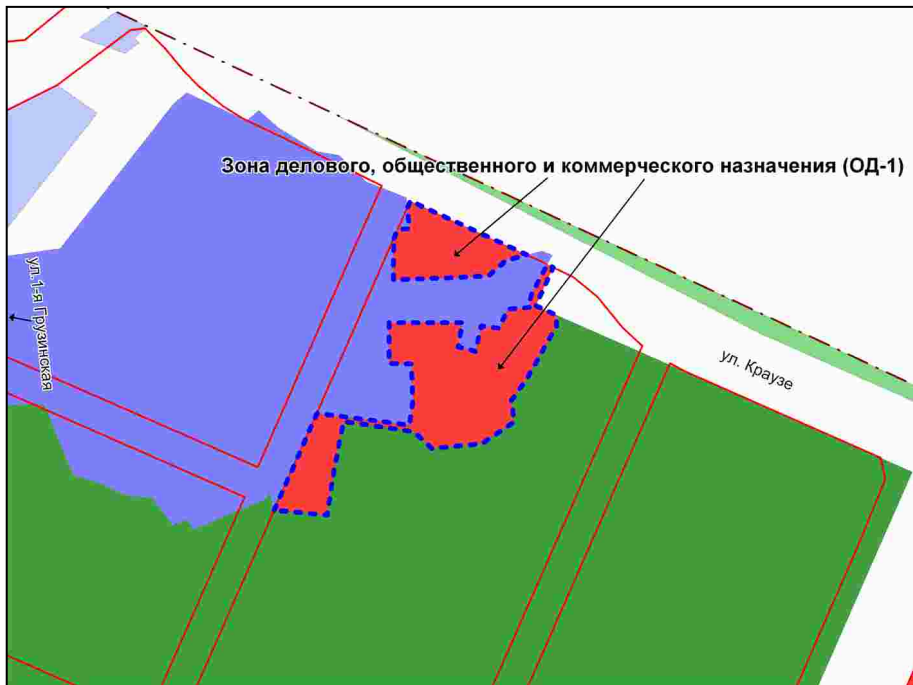 Зона делового, общественного и коммерческого назначения (ОД-1)
ул. 1-я Грузинская
ул. Краузе